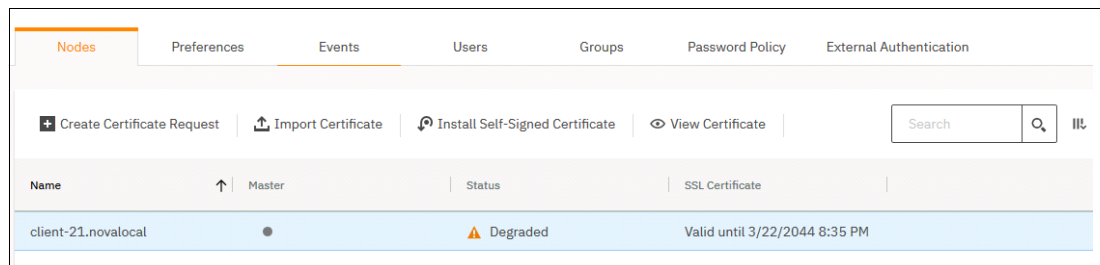 Nodes Preferences Events Users Groups Password Policy External Authentication
Create Certificate Request Import Certificate Install Self-Signed Certificate View Certificate Search
Name Master Status SSL Certificate
client-21.novalocal Degraded Valid until 3/22/2044 8:35 PM